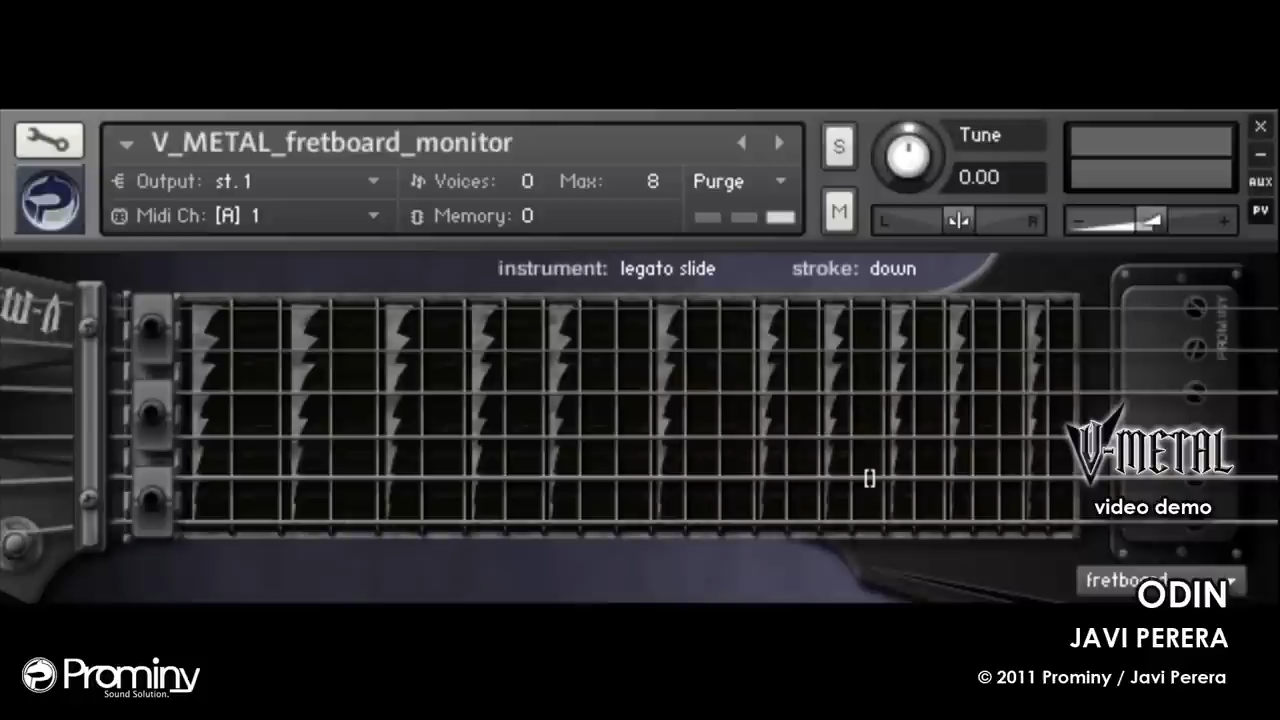 V_METAL_fretboard_monitor
Output: st. 1
Voices: 0 Max: 8
Purge
Midi Ch: [A] 1
Memory: 0
S
M
Tune
0.00
L R
- +
×
–
AUX
PV
instrument: legato slide stroke: down
V-M
PROMINY
V-METAL
video demo
ODIN
JAVI PERERA
© 2011 Prominy / Javi Perera
Prominy
Sound Solution.